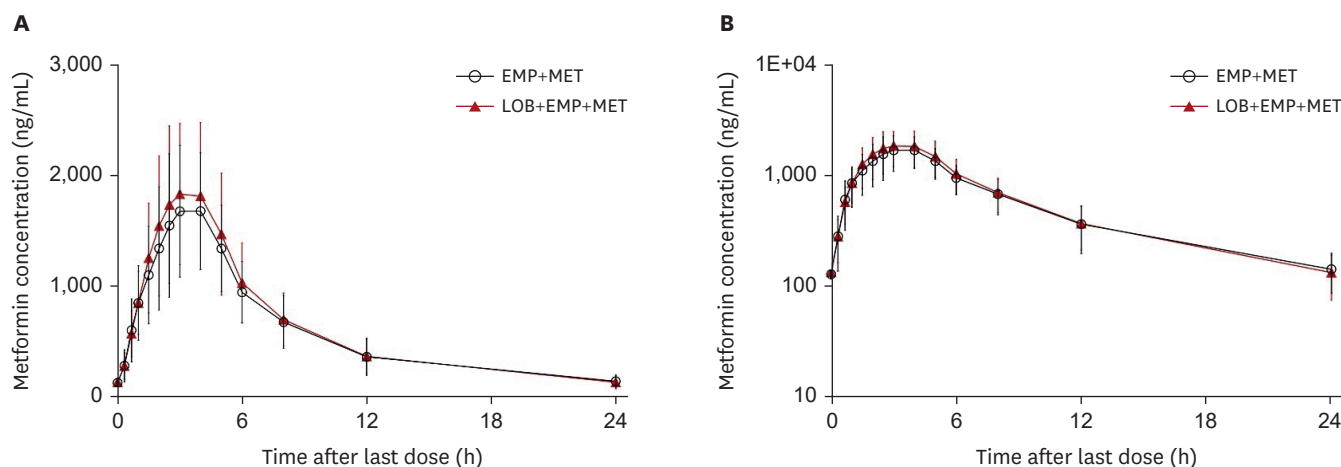 A
Metformin concentration (ng/mL)
3,000
2,000
1,000
0
EMP+MET
LOB+EMP+MET
0 6 12 18 24
Time after last dose (h)
B
Metformin concentration (ng/mL)
1E+04
1,000
100
10
EMP+MET
LOB+EMP+MET
0 6 12 18 24
Time after last dose (h)